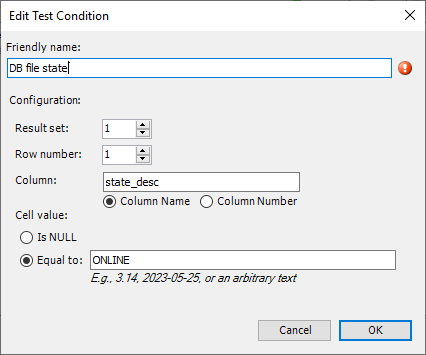 Edit Test Condition
Friendly name:
DB file state
Configuration:
Result set: 1
Row number: 1
Column: state_desc
Column Name Column Number
Cell value:
Is NULL
Equal to: ONLINE
E.g., 3.14, 2023-05-25, or an arbitrary text
Cancel OK